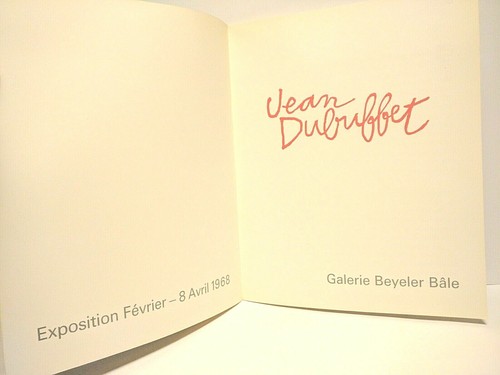 Exposition Février – 8 Avril 1968
Jean
Dubuffet
Galerie Beyeler Bâle